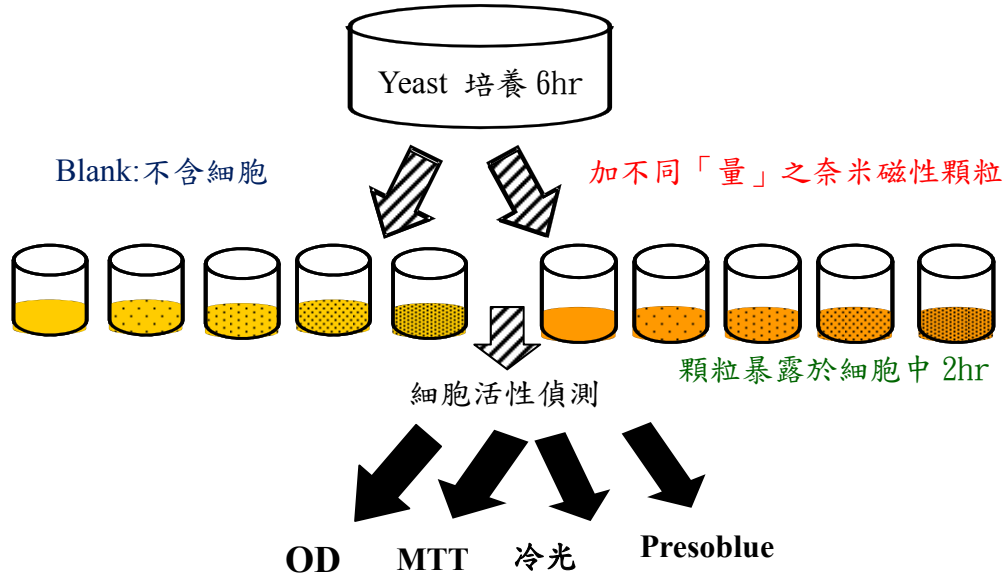 Yeast 培養 6hr
Blank:不含細胞
加不同「量」之奈米磁性顆粒
顆粒暴露於細胞中 2hr
細胞活性偵測
OD
MTT
冷光
Presoblue